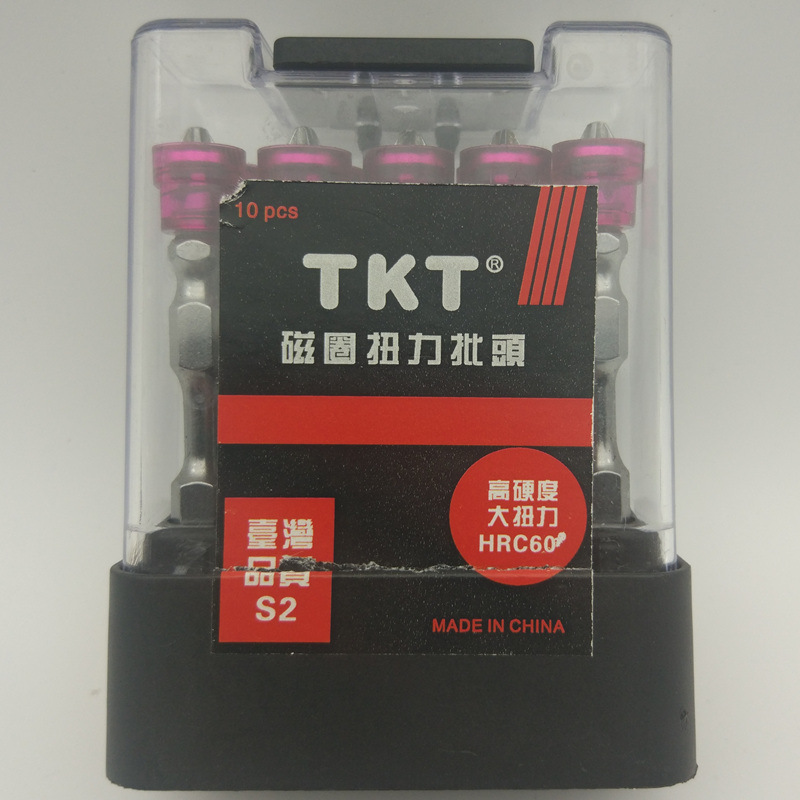 10 pcs
TKT®
磁圈扭力批頭
高硬度
大扭力
HRC60°
臺灣
品質
S2
MADE IN CHINA